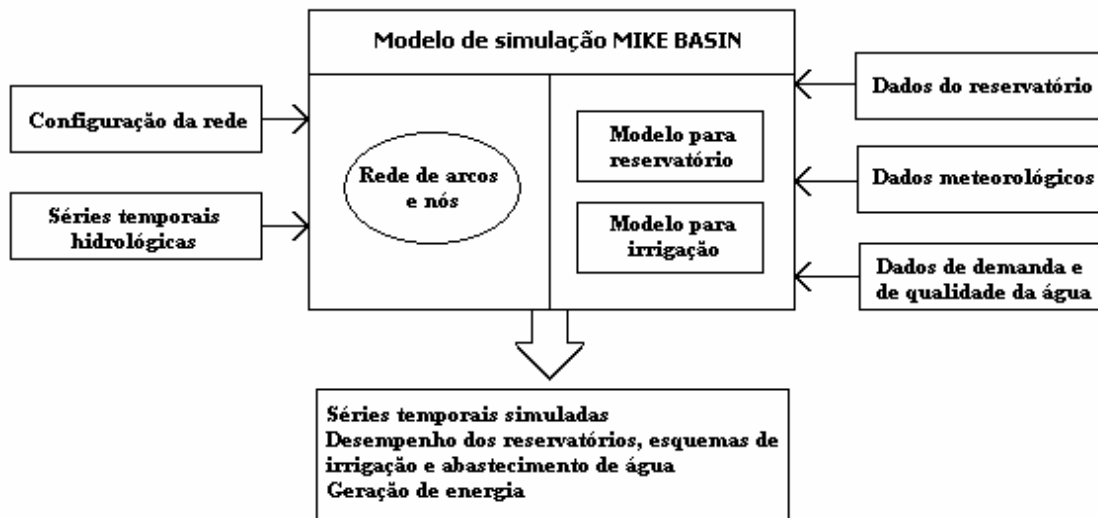 Modelo de simulação MIKE BASIN
Configuração da rede
Séries temporais
hidrológicas
Rede de arcos
e nós
Modelo para
reservatório
Modelo para
irrigação
Dados do reservatório
Dados meteorológicos
Dados de demanda e
de qualidade da água
Séries temporais simuladas
Desempenho dos reservatórios, esquemas de
irrigação e abastecimento de água
Geração de energia